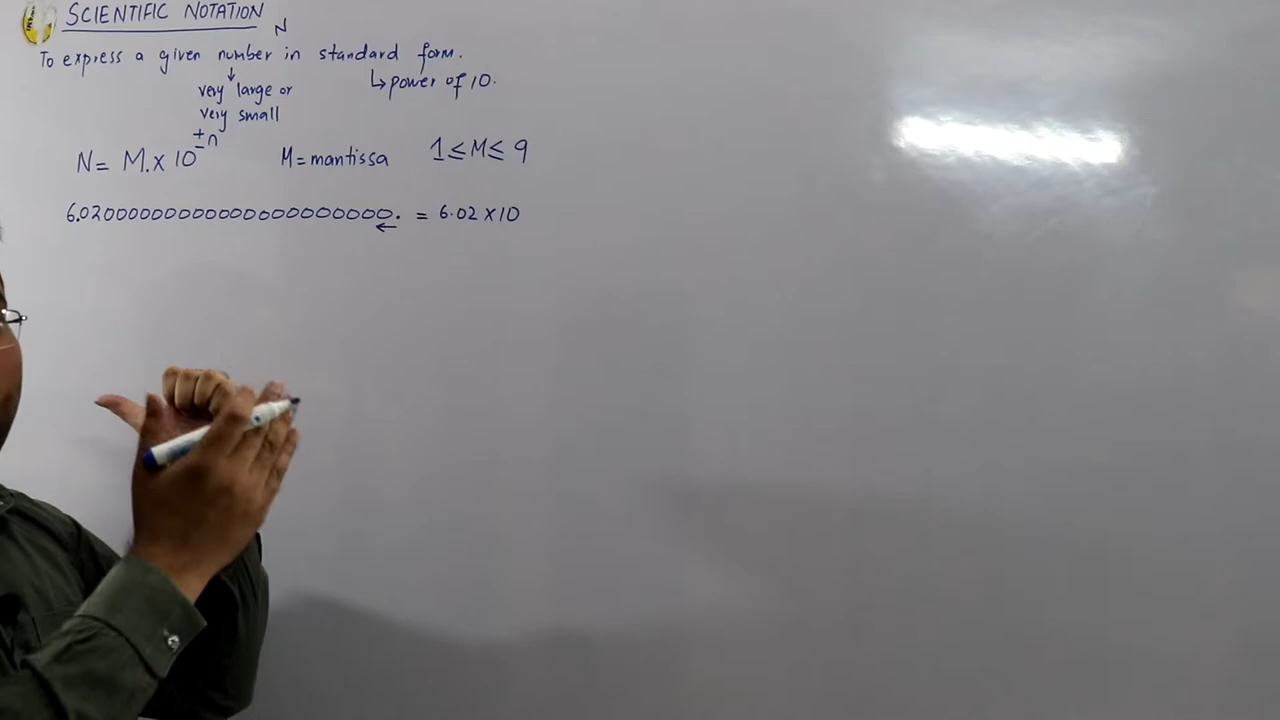 SCIENTIFIC NOTATION
N
To express a given number in standard form.
↓
very large or
↳ power of 10.
very small
N = M. × 10^±n M = mantissa 1 ≤ M ≤ 9
6.02000000000000000000000. = 6.02 × 10
←